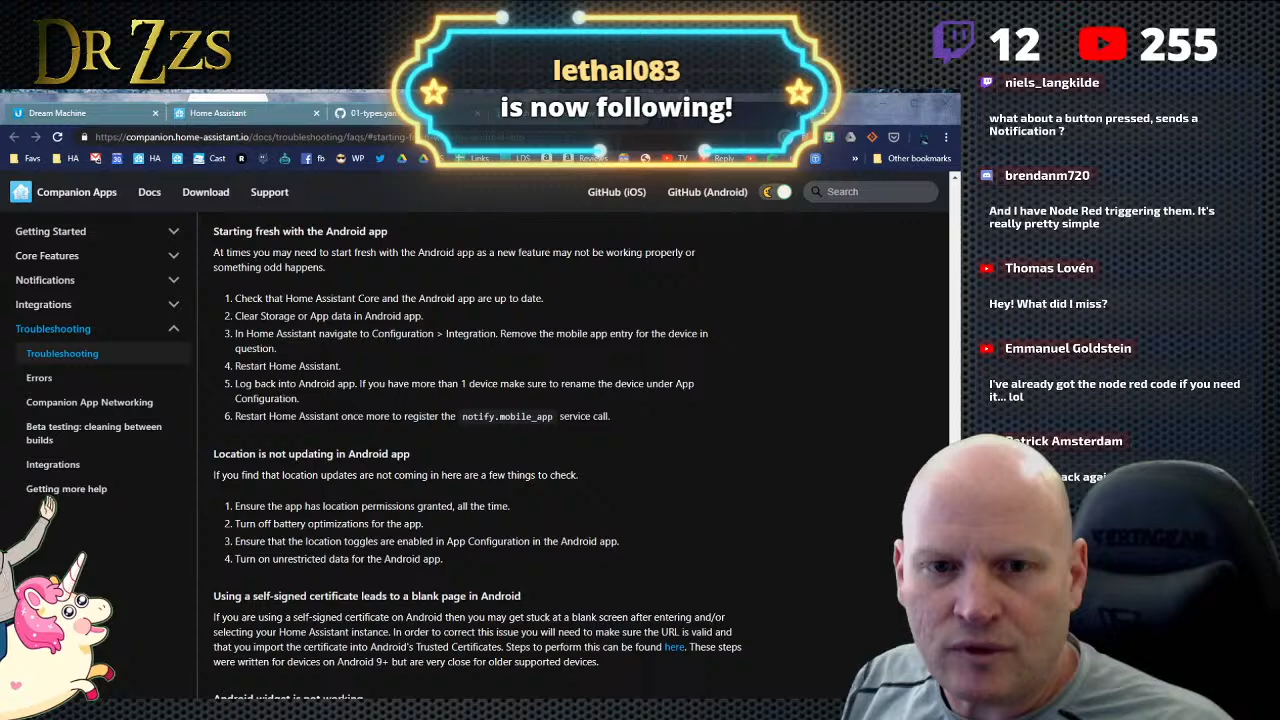 DR ZZS
lethal083
is now following!
12
255
Dream Machine
Home Assistant
01-types.yam
https://companion.home-assistant.io/docs/troubleshooting/faqs/#starting-
Favs
HA
HA
Cast
fb
WP
Links
LDS
Reviews
TV
Reply
Other bookmarks
Companion Apps
Docs
Download
Support
GitHub (iOS)
GitHub (Android)
Search
Getting Started
Core Features
Notifications
Integrations
Troubleshooting
Troubleshooting
Errors
Companion App Networking
Beta testing: cleaning between
builds
Integrations
Getting more help
Starting fresh with the Android app
At times you may need to start fresh with the Android app as a new feature may not be working properly or
something odd happens.
1. Check that Home Assistant Core and the Android app are up to date.
2. Clear Storage or App data in Android app.
3. In Home Assistant navigate to Configuration > Integration. Remove the mobile app entry for the device in
question.
4. Restart Home Assistant.
5. Log back into Android app. If you have more than 1 device make sure to rename the device under App
Configuration.
6. Restart Home Assistant once more to register the notify.mobile_app service call.
Location is not updating in Android app
If you find that location updates are not coming in here are a few things to check.
1. Ensure the app has location permissions granted, all the time.
2. Turn off battery optimizations for the app.
3. Ensure that the location toggles are enabled in App Configuration in the Android app.
4. Turn on unrestricted data for the Android app.
Using a self-signed certificate leads to a blank page in Android
If you are using a self-signed certificate on Android then you may get stuck at a blank screen after entering and/or
selecting your Home Assistant instance. In order to correct this issue you will need to make sure the URL is valid and
that you import the certificate into Android's Trusted Certificates. Steps to perform this can be found here. These steps
were written for devices on Android 9+ but are very close for older supported devices.
Android widget is not working
niels_langkilde
what about a button pressed, sends a
Notification ?
brendanm720
And I have Node Red triggering them. It's
really pretty simple
Thomas Lovén
Hey! What did I miss?
Emmanuel Goldstein
I've already got the node red code if you need
it... lol
Patrick Amsterdam
VERTAGEAR